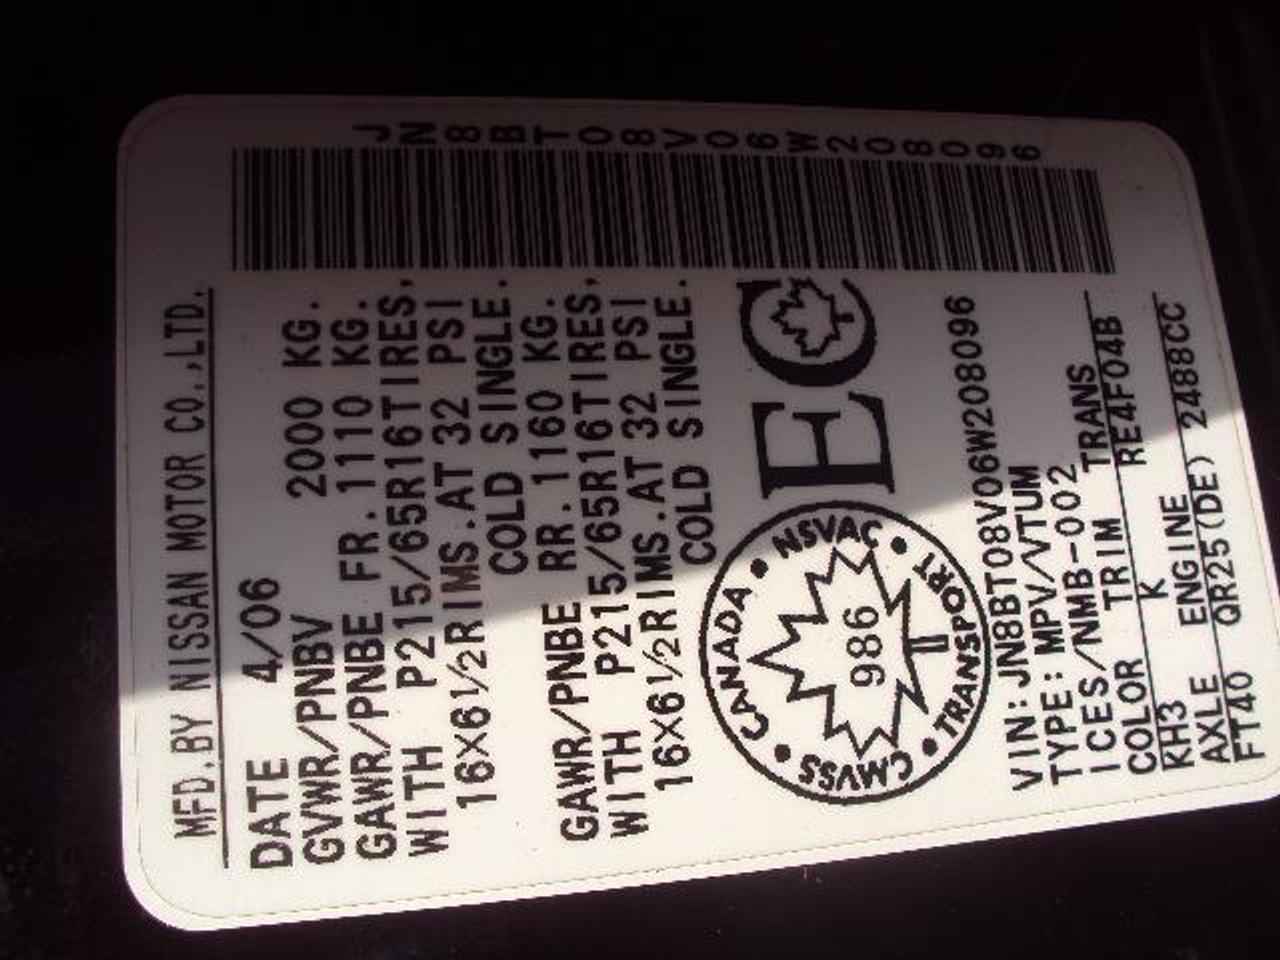 MFD.BY NISSAN MOTOR CO.,LTD.
DATE 4/06
GVWR/PNBV 2000 KG.
GAWR/PNBE FR. 1110 KG.
WITH P215/65R16TIRES,
16X6½RIMS.AT 32 PSI
COLD SINGLE.
GAWR/PNBE RR. 1160 KG.
WITH P215/65R16TIRES,
16X6½RIMS.AT 32 PSI
COLD SINGLE.
CANADA • NSVAC • TRANSPORT • CMVSS •
986
EC
VIN:JN8BT08V06W208096
TYPE:MPV/VTUM
ICES/NMB-002
COLOR TRIM TRANS
KH3 K RE4F04B
AXLE ENGINE
FT40 QR25(DE) 2488CC
JN8BT08V06W208096